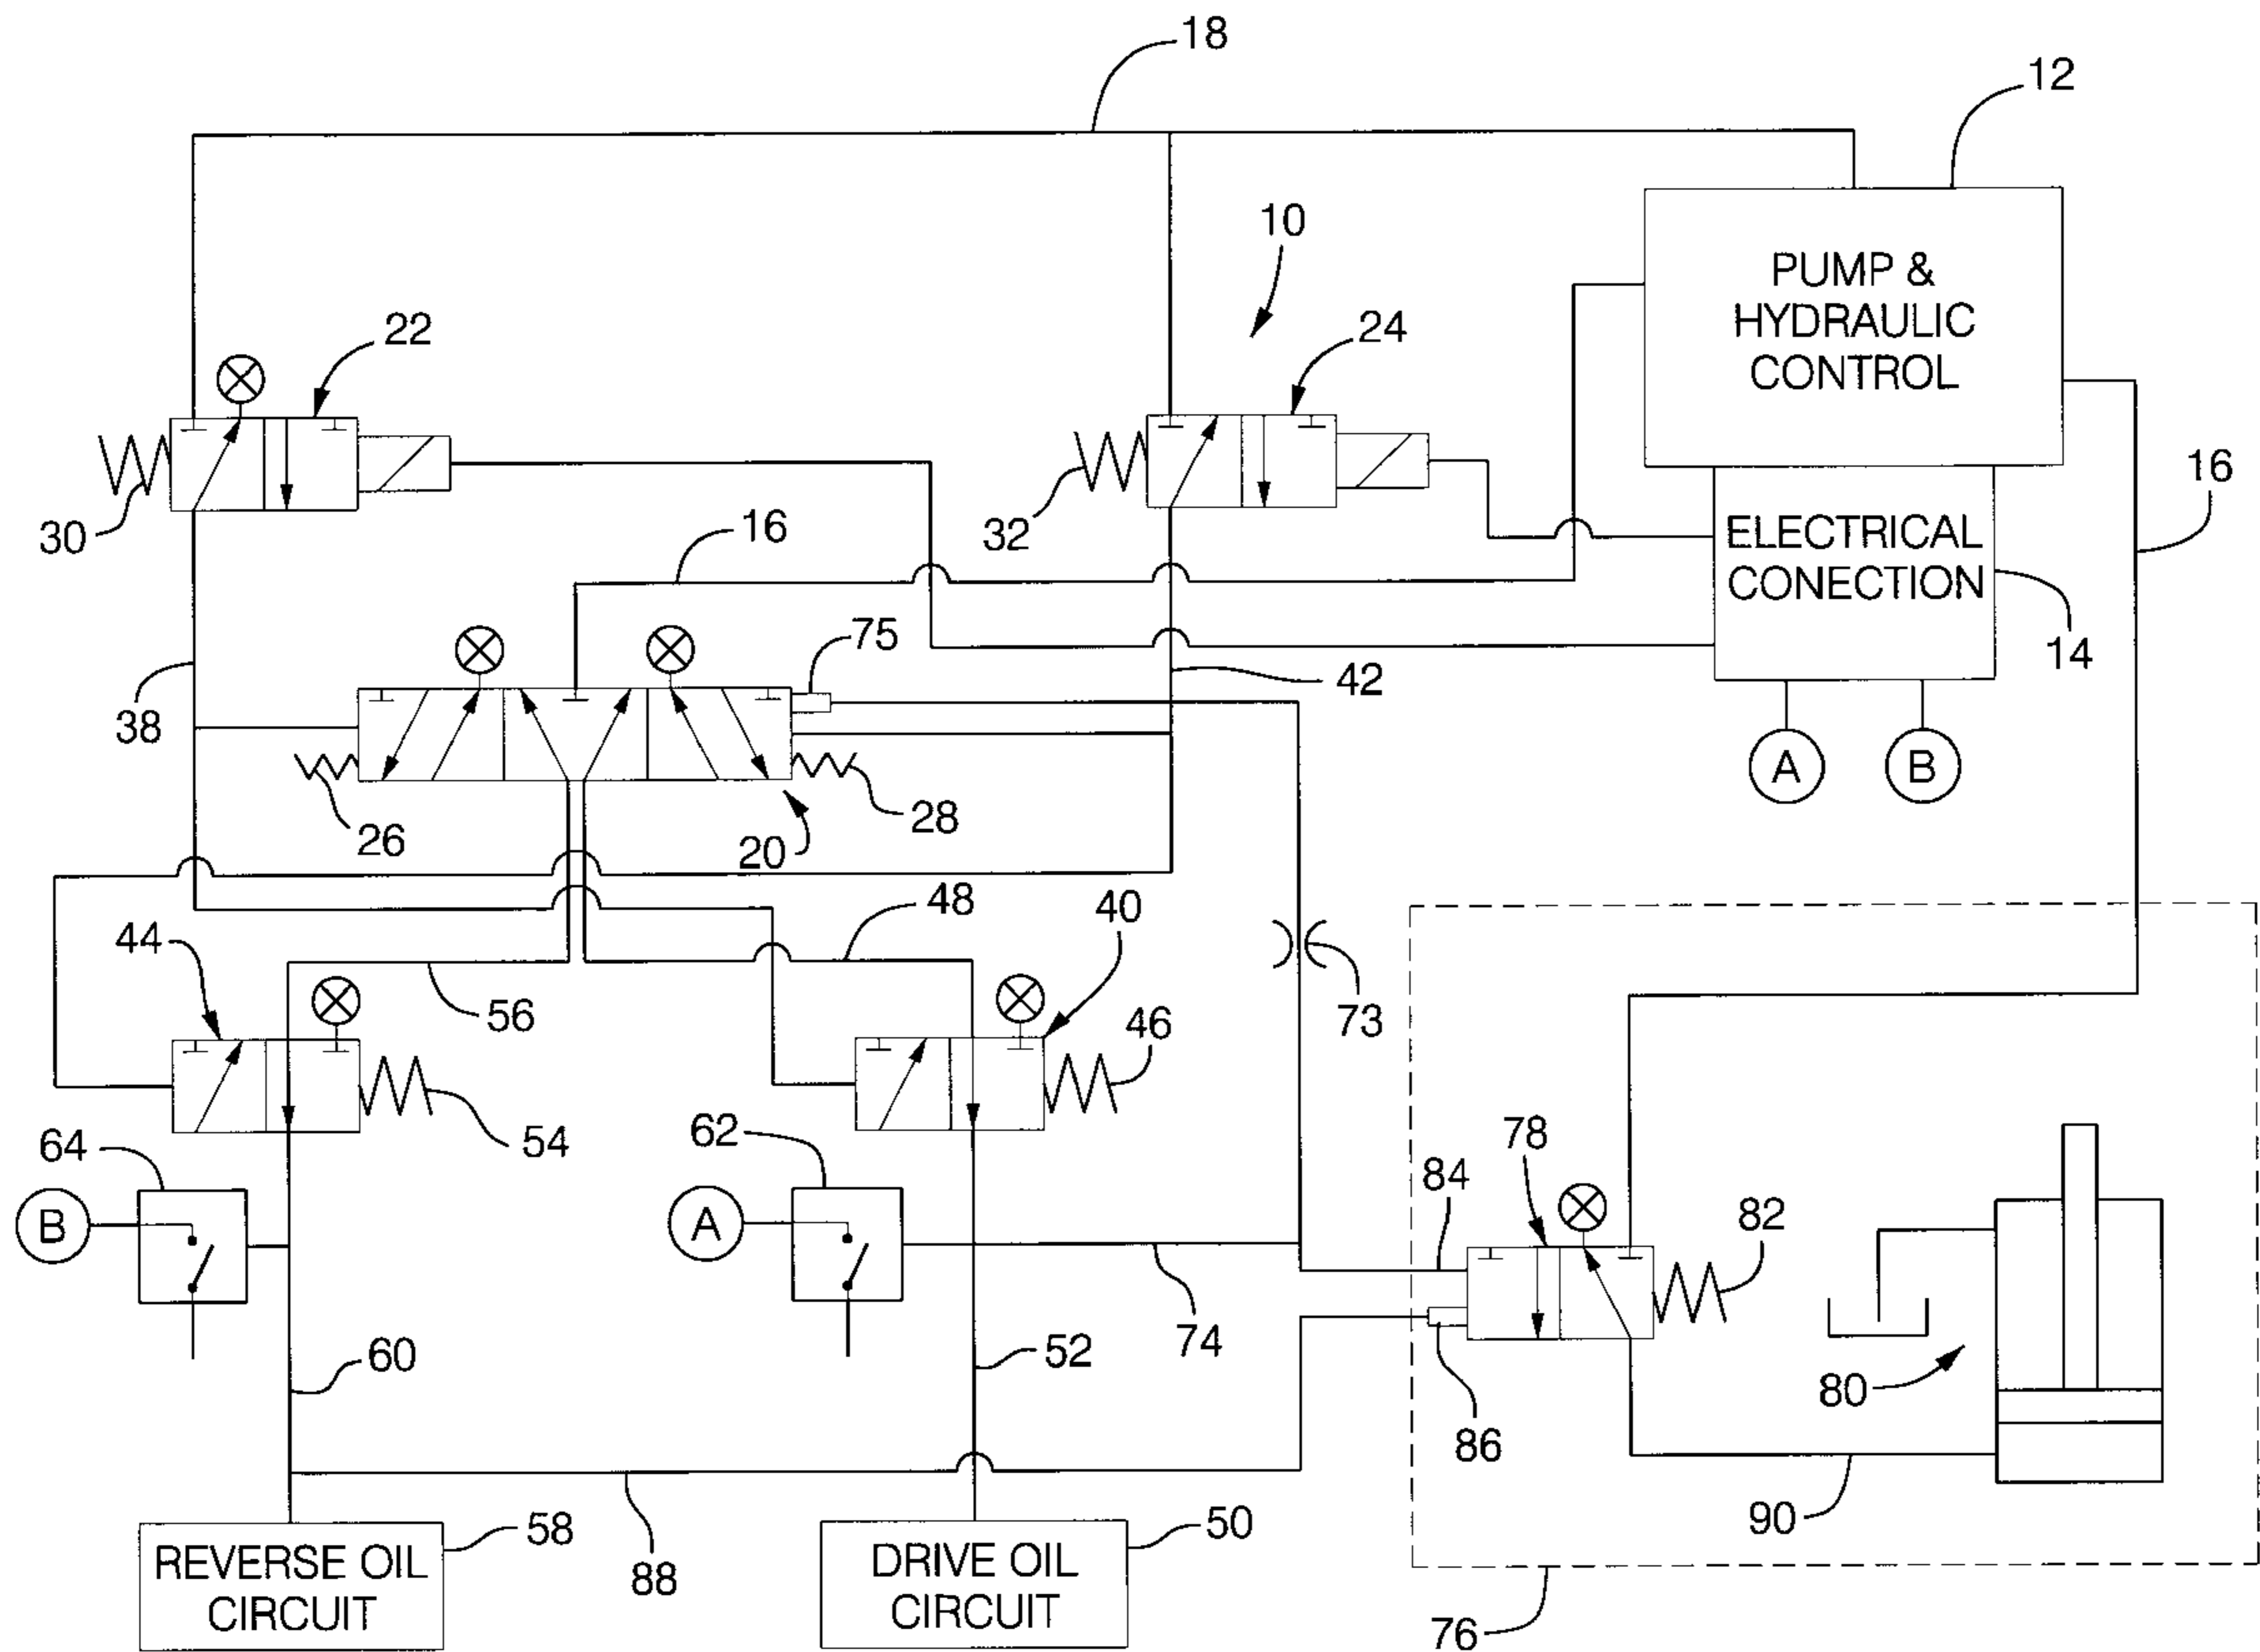 18
12
10
PUMP &
HYDRAULIC
CONTROL
22
24
16
30
32
16
ELECTRICAL
CONECTION
14
75
42
38
A
B
26
28
20
48
40
44
56
73
46
54
64
62
78
84
82
B
A
74
60
52
80
86
90
58
50
REVERSE OIL
CIRCUIT
88
DRIVE OIL
CIRCUIT
76